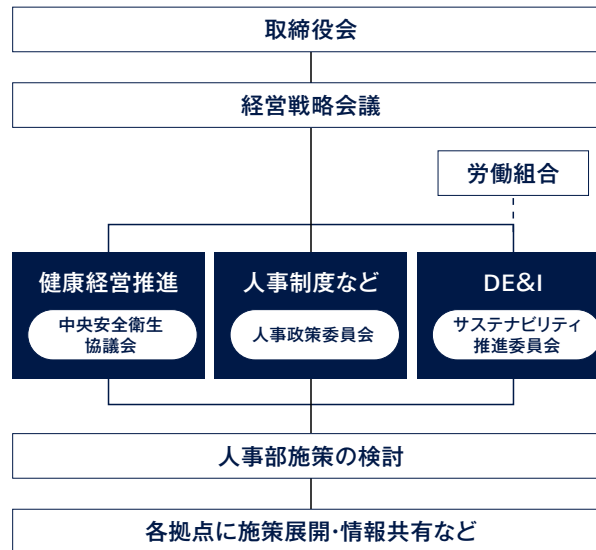 取締役会
経営戦略会議
労働組合
健康経営推進
中央安全衛生
協議会
人事制度など
人事政策委員会
DE&I
サステナビリティ
推進委員会
人事部施策の検討
各拠点に施策展開・情報共有など